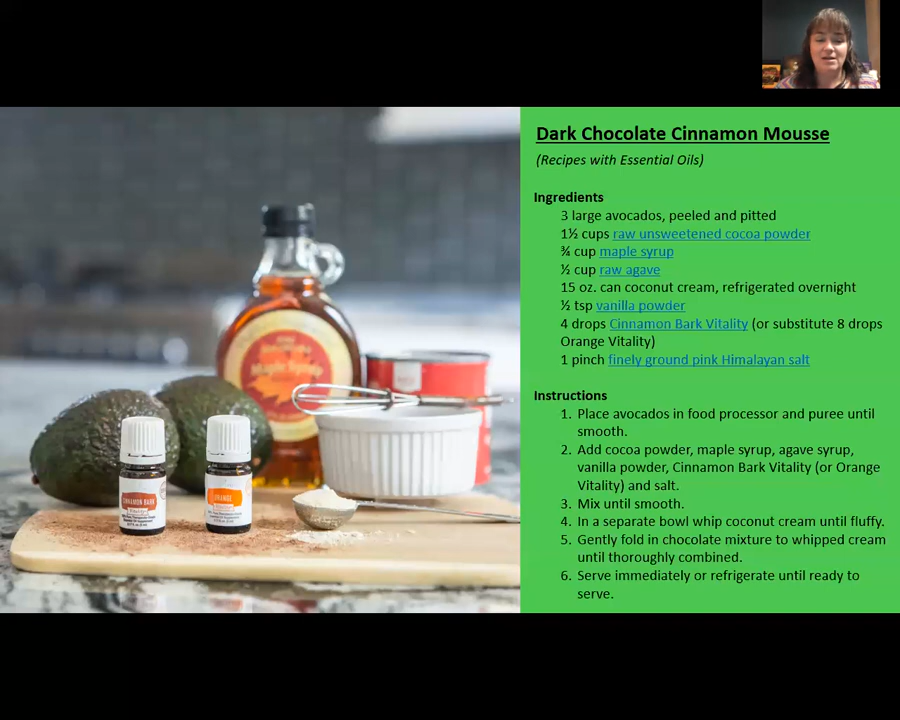 Dark Chocolate Cinnamon Mousse
(Recipes with Essential Oils)
Ingredients
3 large avocados, peeled and pitted
1½ cups raw unsweetened cocoa powder
¾ cup maple syrup
½ cup raw agave
15 oz. can coconut cream, refrigerated overnight
½ tsp vanilla powder
4 drops Cinnamon Bark Vitality (or substitute 8 drops
Orange Vitality)
1 pinch finely ground pink Himalayan salt
Instructions
1. Place avocados in food processor and puree until
smooth.
2. Add cocoa powder, maple syrup, agave syrup,
vanilla powder, Cinnamon Bark Vitality (or Orange
Vitality) and salt.
3. Mix until smooth.
4. In a separate bowl whip coconut cream until fluffy.
5. Gently fold in chocolate mixture to whipped cream
until thoroughly combined.
6. Serve immediately or refrigerate until ready to
serve.
Maple Syrup
CINNAMON BARK
ORANGE